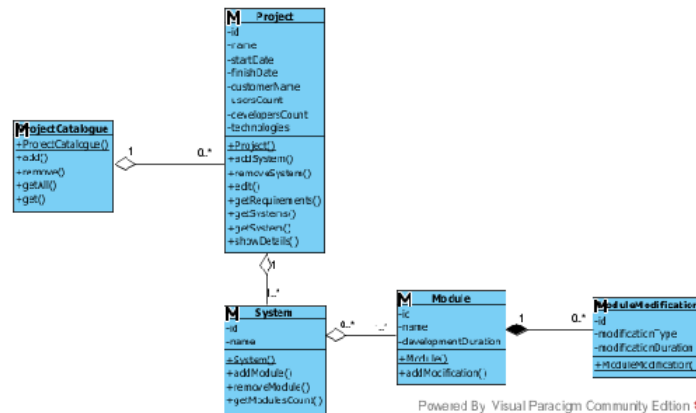 Project
-id
-name
-startDate
-finishDate
-customerName
usersCount
-developersCount
-technologies
+Project()
+addSystem()
+removeSystem()
+edit()
+getRequirements()
+getSystems()
+getSystem()
+showDetails()
ProjectCatalogue
+ProjectCatalogue()
+add()
+remove()
+getAll()
+get()
1
0..*
1
1..*
System
-id
-name
+System()
+addModule()
+removeModule()
+getModulesCount()
0..*
1..*
Module
-id
-name
-developmentDuration
+Module()
+addModification()
1
0..*
ModuleModification
-id
-modificationType
-modificationDuration
+ModuleModification(
Powered By Visual Paradigm Community Edition